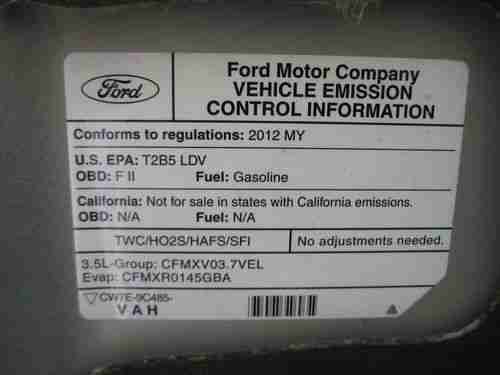 Ford
Ford Motor Company
VEHICLE EMISSION
CONTROL INFORMATION
Conforms to regulations: 2012 MY
U.S. EPA: T2B5 LDV
OBD: F II Fuel: Gasoline
California: Not for sale in states with California emissions.
OBD: N/A Fuel: N/A
TWC/HO2S/HAFS/SFI
No adjustments needed.
3.5L-Group: CFMXV03.7VEL
Evap: CFMXR0145GBA
CW7E-9C485-
VAH